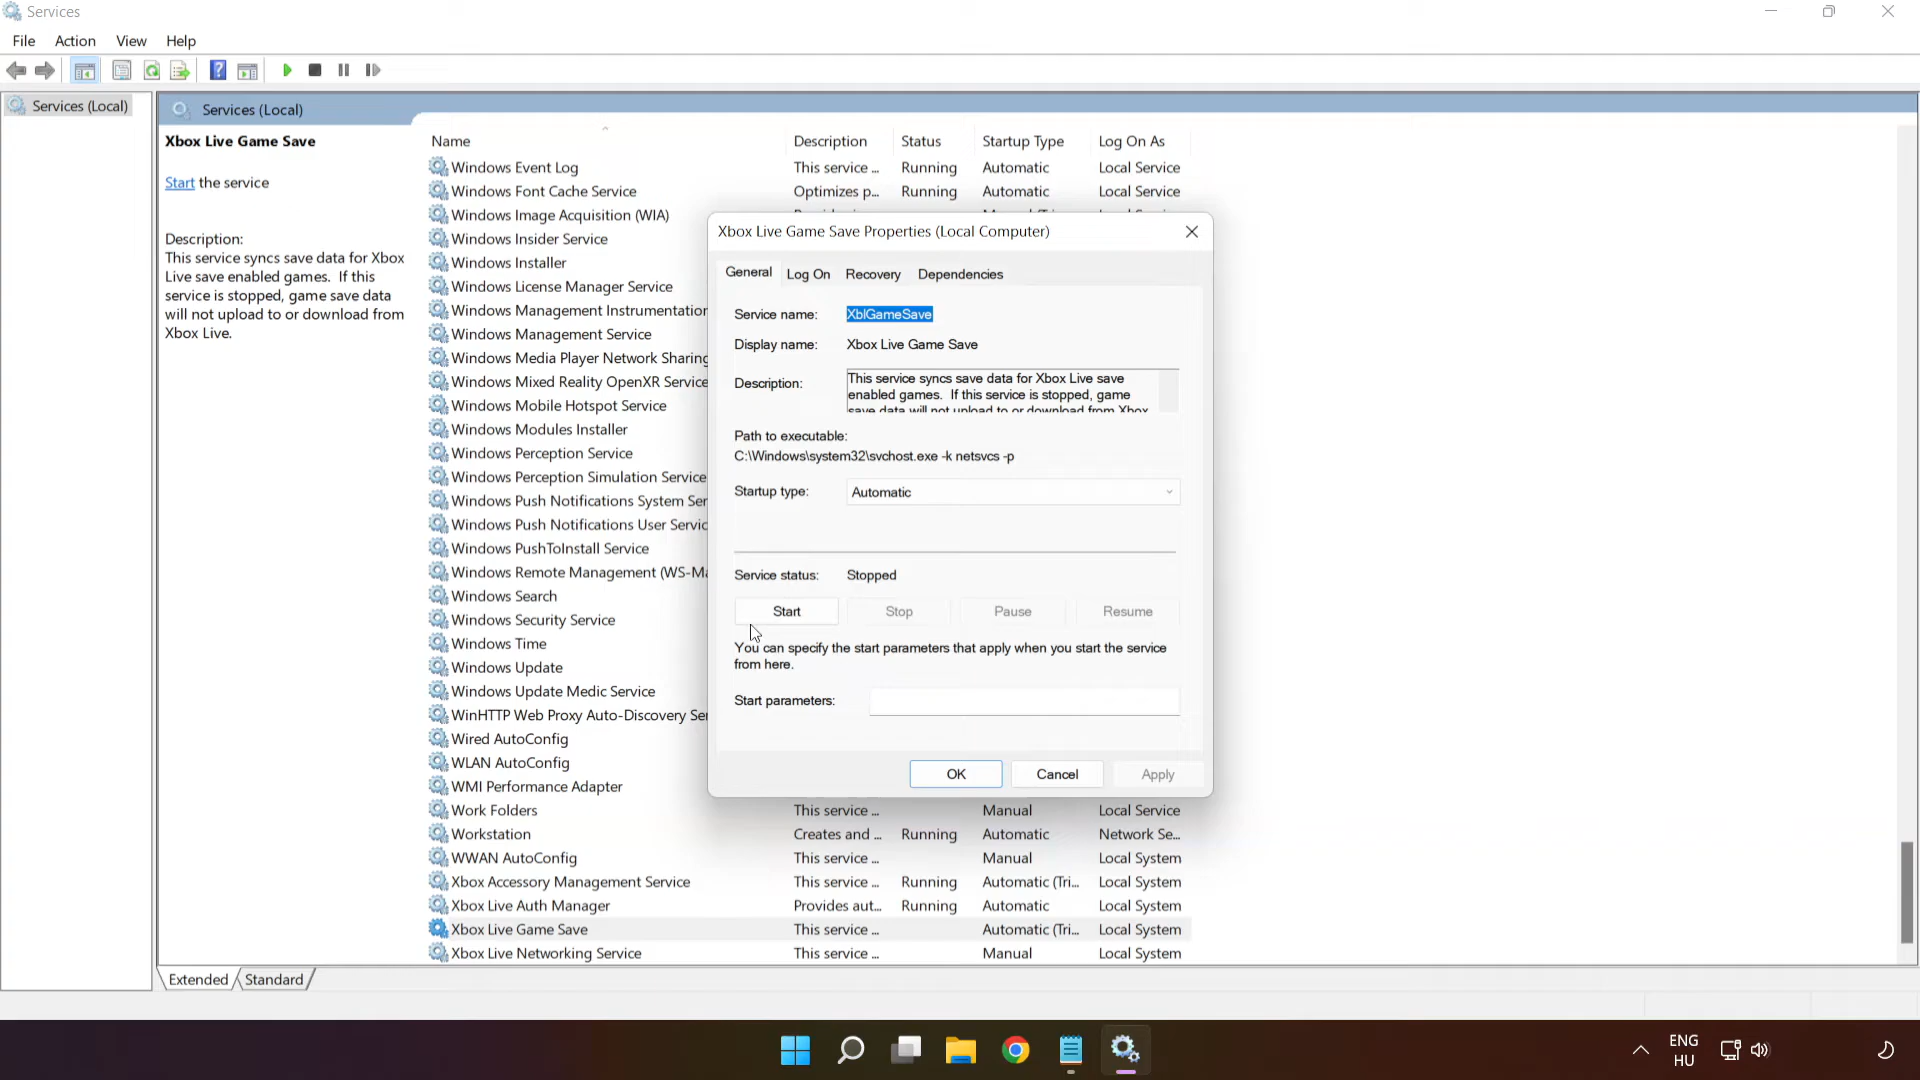 Services
File Action View Help
Services (Local)
Services (Local)
Xbox Live Game Save
Start the service
Description:
This service syncs save data for Xbox
Live save enabled games. If this
service is stopped, game save data
will not upload to or download from
Xbox Live.
Name Description Status Startup Type Log On As
Windows Event Log This service ... Running Automatic Local Service
Windows Font Cache Service Optimizes p... Running Automatic Local Service
Windows Image Acquisition (WIA)
Windows Insider Service
Windows Installer
Windows License Manager Service
Windows Management Instrumentation
Windows Management Service
Windows Media Player Network Sharing
Windows Mixed Reality OpenXR Service
Windows Mobile Hotspot Service
Windows Modules Installer
Windows Perception Service
Windows Perception Simulation Service
Windows Push Notifications System Ser
Windows Push Notifications User Servic
Windows PushToInstall Service
Windows Remote Management (WS-Ma
Windows Search
Windows Security Service
Windows Time
Windows Update
Windows Update Medic Service
WinHTTP Web Proxy Auto-Discovery Ser
Wired AutoConfig
WLAN AutoConfig
WMI Performance Adapter
Work Folders This service ... Manual Local Service
Workstation Creates and ... Running Automatic Network Se...
WWAN AutoConfig This service ... Manual Local System
Xbox Accessory Management Service This service ... Running Automatic (Tri... Local System
Xbox Live Auth Manager Provides aut... Running Automatic Local System
Xbox Live Game Save This service ... Automatic (Tri... Local System
Xbox Live Networking Service This service ... Manual Local System
Xbox Live Game Save Properties (Local Computer)
General Log On Recovery Dependencies
Service name: XblGameSave
Display name: Xbox Live Game Save
Description: This service syncs save data for Xbox Live save
enabled games. If this service is stopped, game
save data will not upload to or download from Xbox
Path to executable:
C:\Windows\system32\svchost.exe -k netsvcs -p
Startup type: Automatic
Service status: Stopped
Start Stop Pause Resume
You can specify the start parameters that apply when you start the service
from here.
Start parameters:
OK Cancel Apply
Extended Standard
ENG
HU